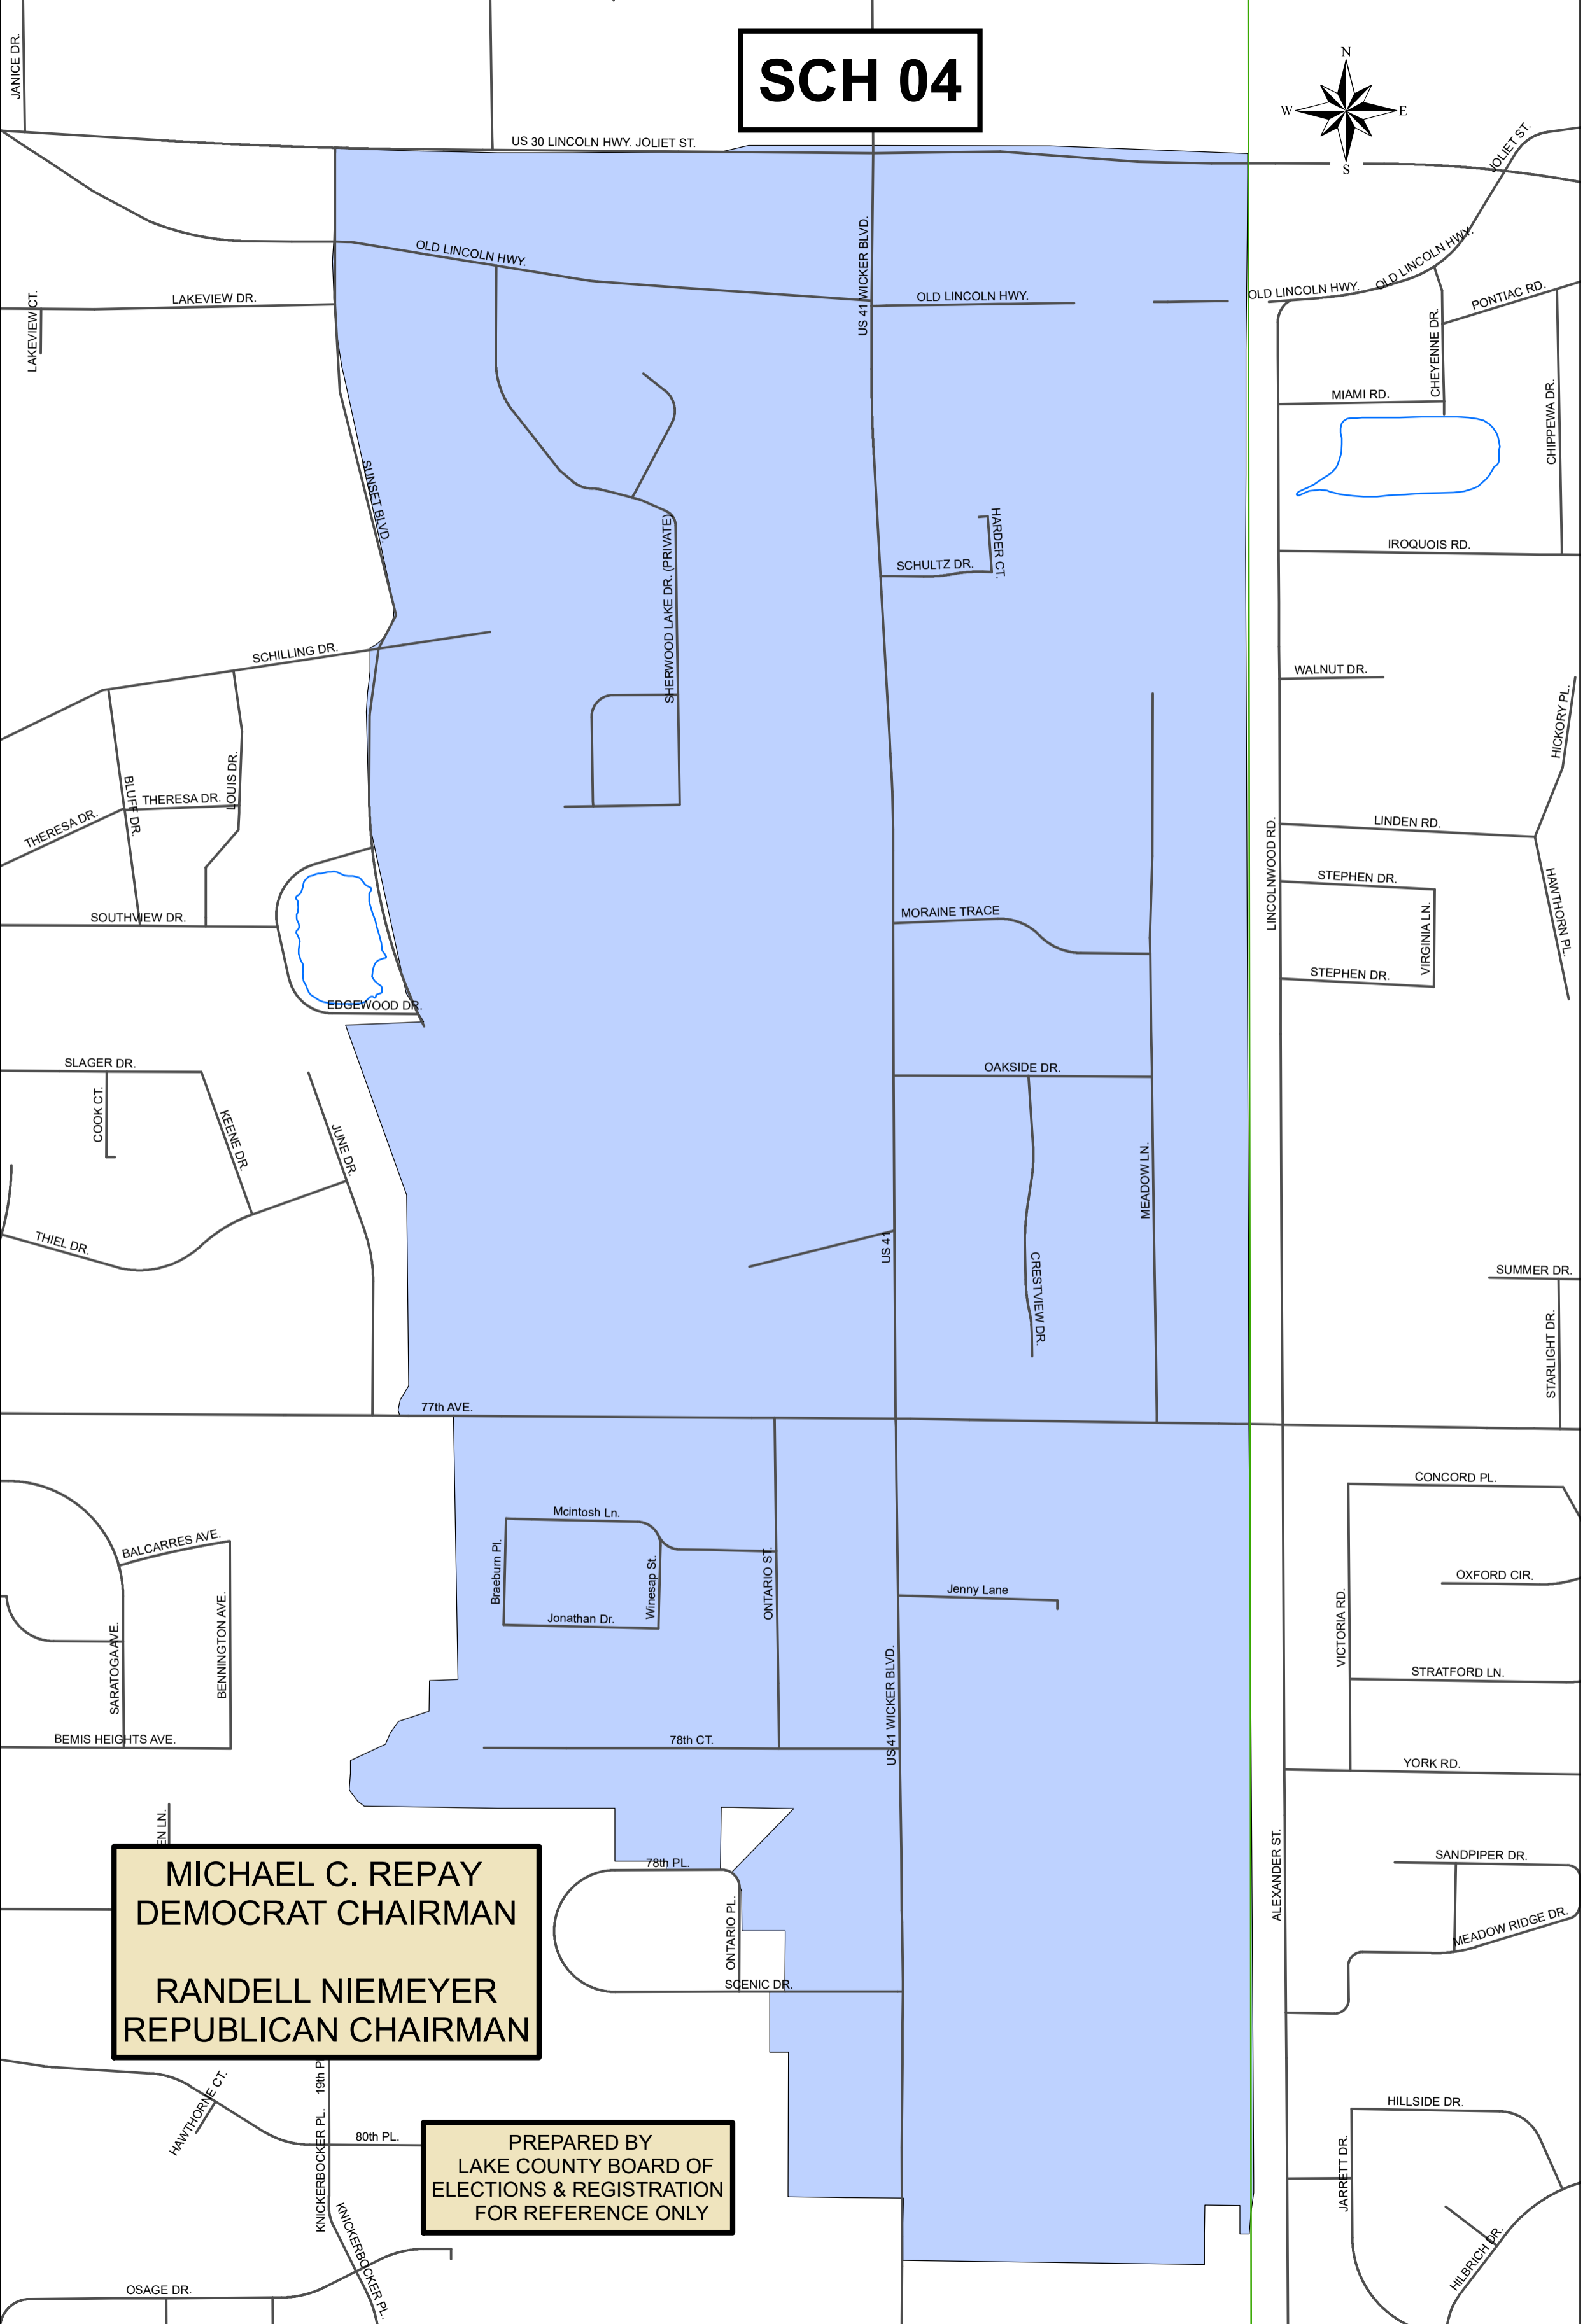 SCH 04
JANICE DR.
N
W
E
S
US 30 LINCOLN HWY. JOLIET ST.
JOLIET ST.
US 41 WICKER BLVD.
OLD LINCOLN HWY.
OLD LINCOLN HWY.
OLD LINCOLN HWY.
OLD LINCOLN HWY.
LAKEVIEW DR.
LAKEVIEW CT.
PONTIAC RD.
CHEYENNE DR.
MIAMI RD.
CHIPPEWA DR.
SUNSET BLVD.
SHERWOOD LAKE DR. (PRIVATE)
HARDER CT.
SCHULTZ DR.
IROQUOIS RD.
SCHILLING DR.
WALNUT DR.
HICKORY PL.
BLUFF DR.
THERESA DR.
LOUIS DR.
THERESA DR.
LINCOLNWOOD RD.
LINDEN RD.
STEPHEN DR.
VIRGINIA LN.
HAWTHORN PL.
SOUTHVIEW DR.
MORAINE TRACE
STEPHEN DR.
EDGEWOOD DR.
SLAGER DR.
COOK CT.
KEENE DR.
JUNE DR.
OAKSIDE DR.
MEADOW LN.
THIEL DR.
US 41
CRESTVIEW DR.
SUMMER DR.
STARLIGHT DR.
77th AVE.
CONCORD PL.
BALCARRES AVE.
Mcintosh Ln.
Braeburn Pl.
Winesap St.
Jonathan Dr.
ONTARIO ST.
Jenny Lane
OXFORD CIR.
VICTORIA RD.
SARATOGA AVE.
BENNINGTON AVE.
STRATFORD LN.
US 41 WICKER BLVD.
BEMIS HEIGHTS AVE.
78th CT.
YORK RD.
EN LN.
ALEXANDER ST.
SANDPIPER DR.
78th PL.
ONTARIO PL.
MEADOW RIDGE DR.
SCENIC DR.
MICHAEL C. REPAY
DEMOCRAT CHAIRMAN
RANDELL NIEMEYER
REPUBLICAN CHAIRMAN
HAWTHORNE CT.
KNICKERBOCKER PL.
19th P
80th PL.
HILLSIDE DR.
JARRETT DR.
PREPARED BY
LAKE COUNTY BOARD OF
ELECTIONS & REGISTRATION
FOR REFERENCE ONLY
KNICKERBOCKER PL.
HILBRICH DR.
OSAGE DR.